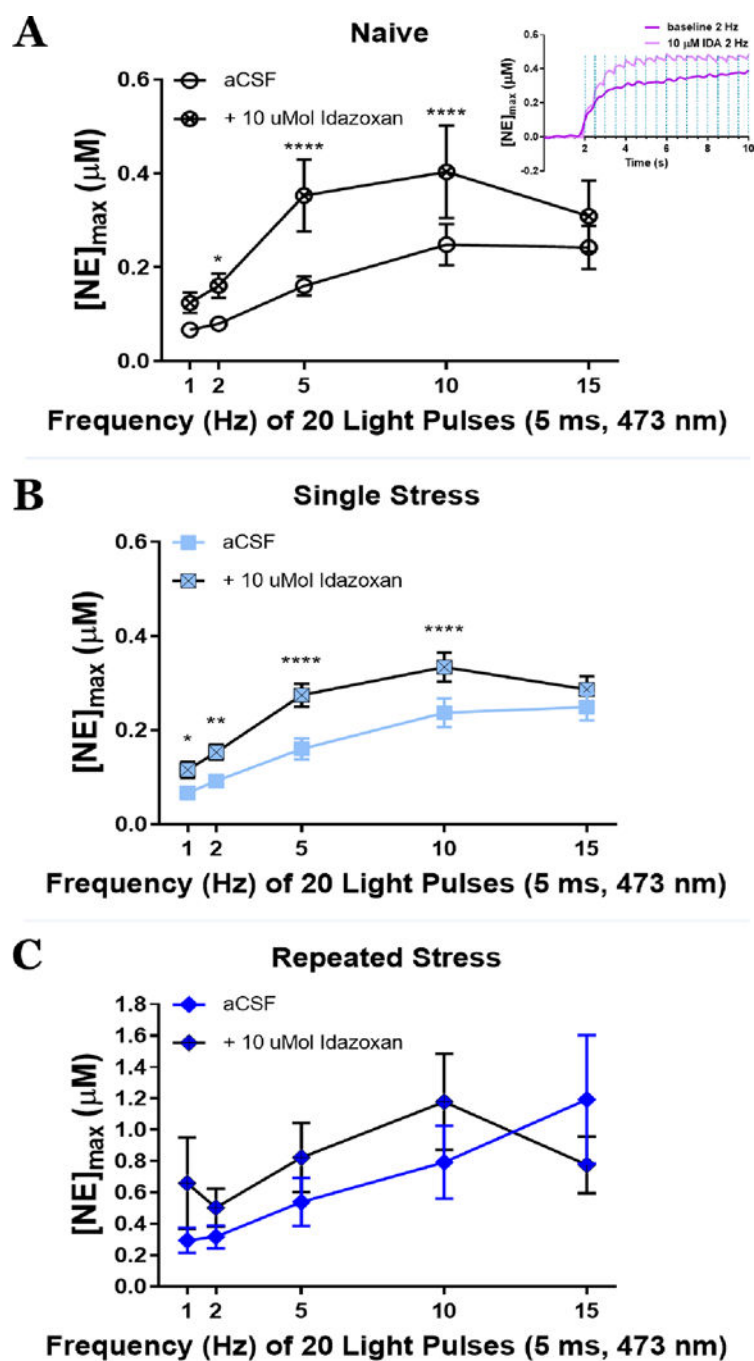 A
Naive
baseline 2 Hz
10 μM IDA 2 Hz
[NE]max (μM)
0.6
0.4
0.2
0.0
-0.2
2 4 6 8 10
Time (s)
aCSF
+ 10 uMol Idazoxan
[NE]max (μM)
0.6
0.4
0.2
0.0
* **** ****
1 2 5 10 15
Frequency (Hz) of 20 Light Pulses (5 ms, 473 nm)
B
Single Stress
aCSF
+ 10 uMol Idazoxan
[NE]max (μM)
0.6
0.4
0.2
0.0
* ** **** ****
1 2 5 10 15
Frequency (Hz) of 20 Light Pulses (5 ms, 473 nm)
C
Repeated Stress
aCSF
+ 10 uMol Idazoxan
[NE]max (μM)
1.8
1.6
1.4
1.2
1.0
0.8
0.6
0.4
0.2
0.0
1 2 5 10 15
Frequency (Hz) of 20 Light Pulses (5 ms, 473 nm)